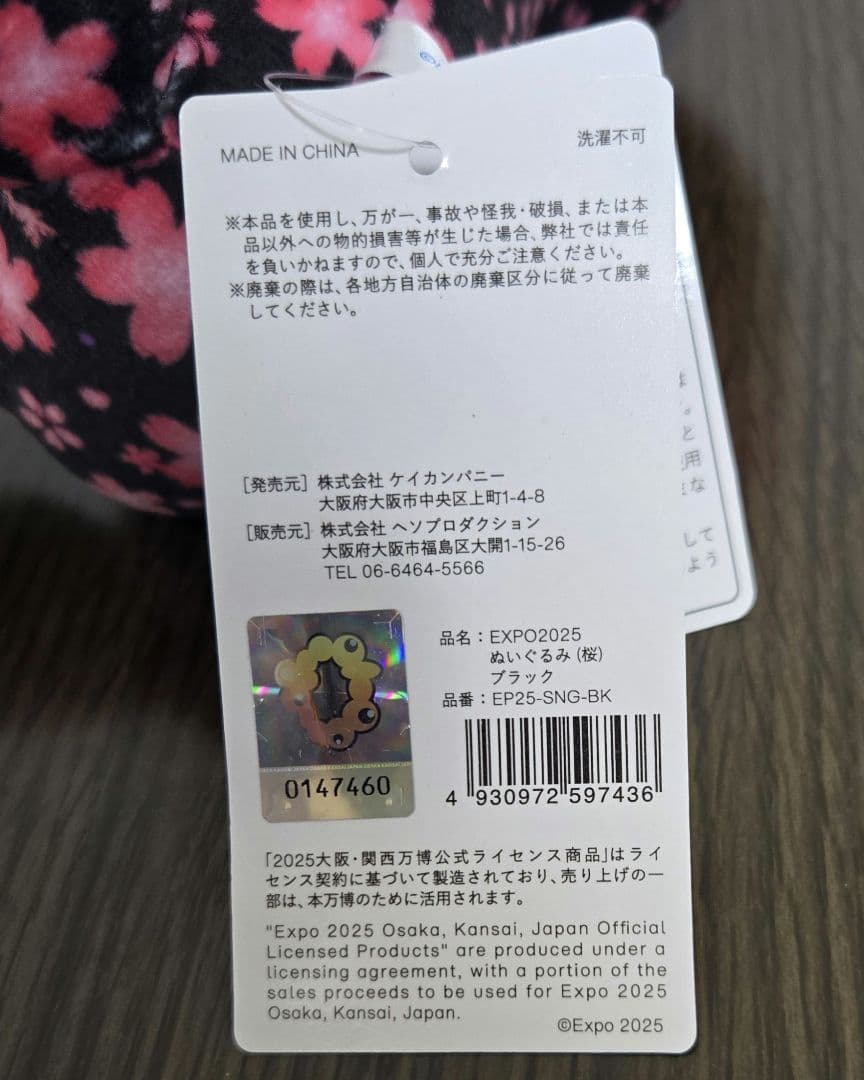 MADE IN CHINA
洗濯不可
※本品を使用し、万が一、事故や怪我・破損、または本
品以外への物的損害等が生じた場合、弊社では責任
を負いかねますので、個人で充分ご注意ください。
※廃棄の際は、各地方自治体の廃棄区分に従って廃棄
してください。
[発売元] 株式会社 ケイカンパニー
大阪府大阪市中央区上町1-4-8
[販売元] 株式会社 ヘソプロダクション
大阪府大阪市福島区大開1-15-26
TEL 06-6464-5566
品名：EXPO2025
ぬいぐるみ(桜)
ブラック
品番：EP25-SNG-BK
0147460
4 930972 597436
「2025大阪・関西万博公式ライセンス商品」はライ
センス契約に基づいて製造されており、売り上げの一
部は、本万博のために活用されます。
"Expo 2025 Osaka, Kansai, Japan Official
Licensed Products" are produced under a
licensing agreement, with a portion of the
sales proceeds to be used for Expo 2025
Osaka, Kansai, Japan.
©Expo 2025
と
用
な
して
よう